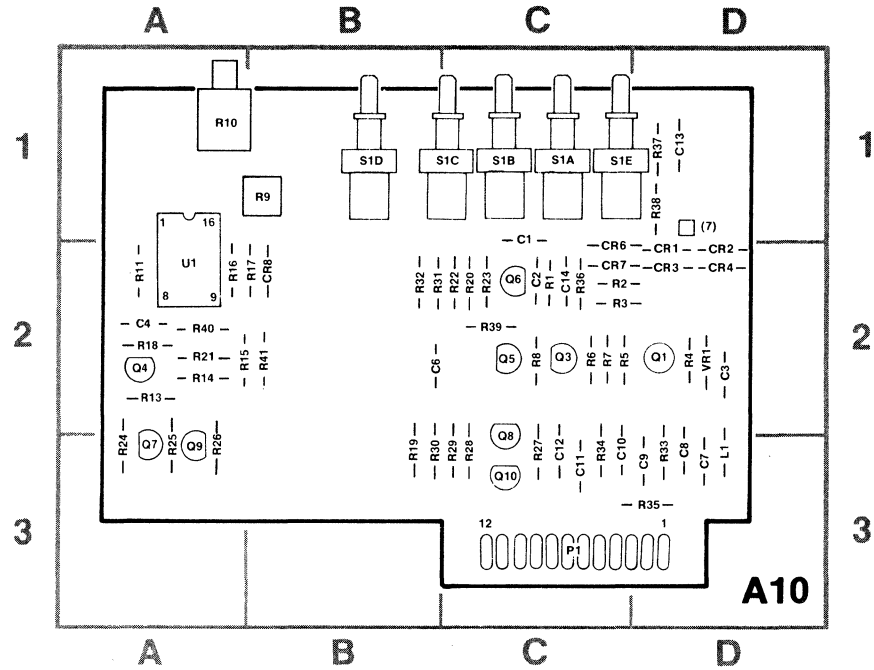 A B C D
1 1
R10
S1D S1C S1B S1A S1E
R37 C13
R9
R38
(7)
1 16
U1
8 9
C1
CR6 CR1 CR2
CR7 CR3 CR4
R11 R16 R17 CR8
R32 R31 R22 R20 R23 Q6 C2 R1 C14 R36
R2
R3
C4 R40
R18
R39
2 2
Q4 R21
R14
R15 R41
C6 Q5 R8 Q3 R6 R7 R5 Q1 R4 VR1 C3
R13
R24 Q7 R25 Q9 R26
R19 R30 R29 R28 Q8 R27 C12 C11 R34 C10 C9 R33 C8 C7 L1
Q10
R35
3 3
12 1
P1
A10
A B C D